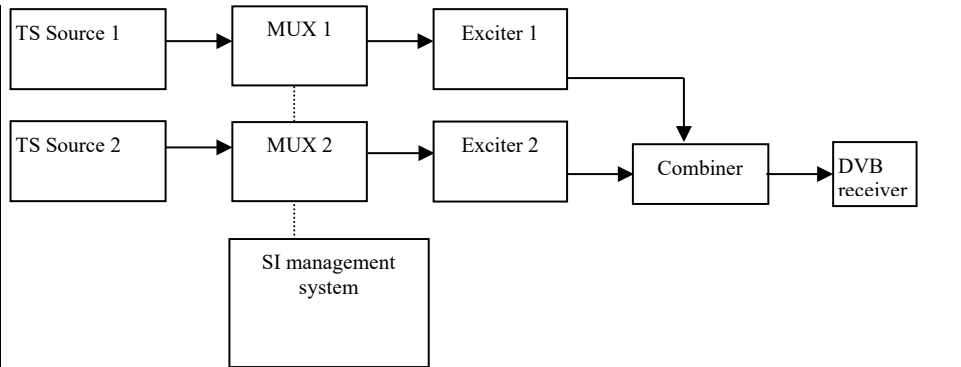 TS Source 1
MUX 1
Exciter 1
TS Source 2
MUX 2
Exciter 2
Combiner
DVB
receiver
SI management
system